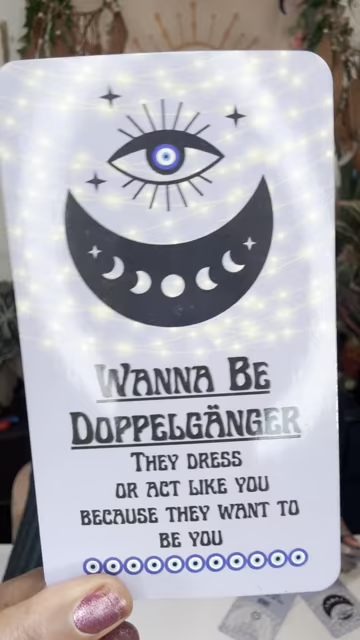 Wanna Be
Doppelgänger
They dress
or act like you
because they want to
be you